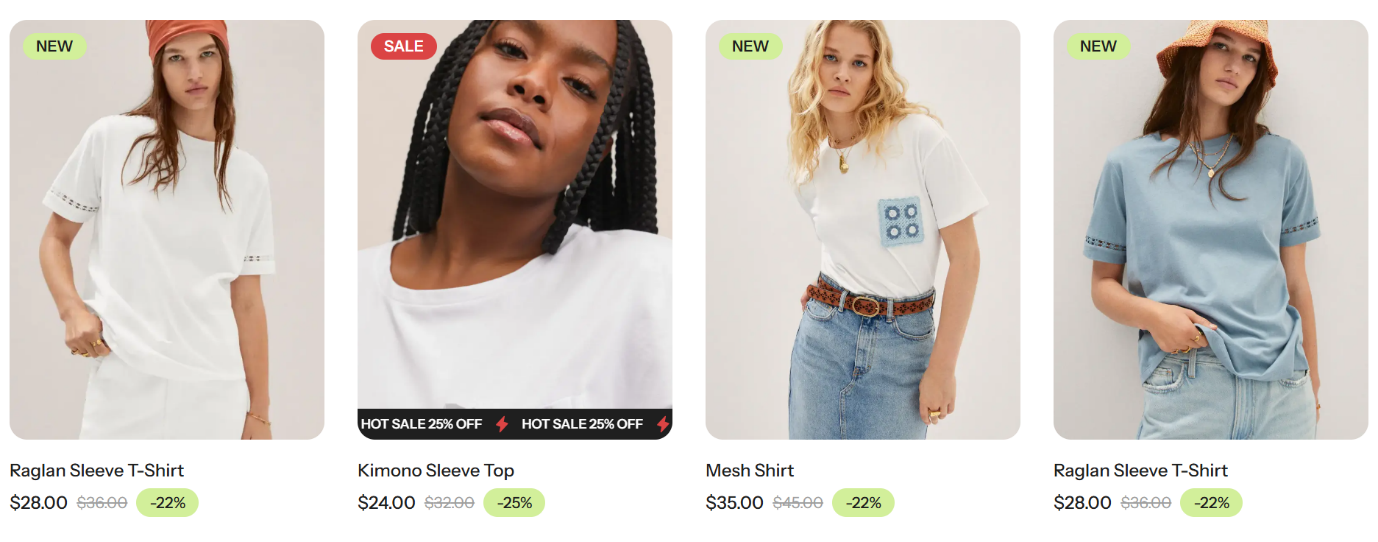 NEW
SALE
NEW
NEW
HOT SALE 25% OFF HOT SALE 25% OFF
Raglan Sleeve T-Shirt
$28.00 $36.00 -22%
Kimono Sleeve Top
$24.00 $32.00 -25%
Mesh Shirt
$35.00 $45.00 -22%
Raglan Sleeve T-Shirt
$28.00 $36.00 -22%